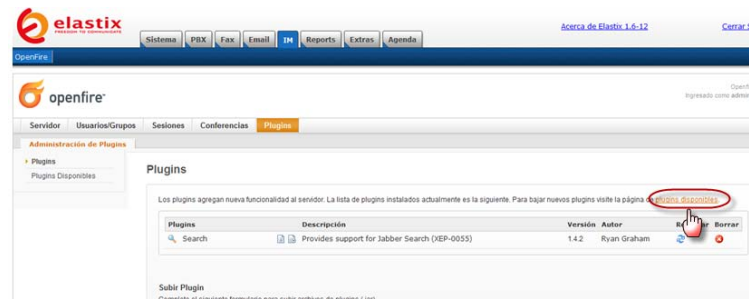 elastix
FREEDOM TO COMMUNICATE
Sistema PBX Fax Email IM Reports Extras Agenda
Acerca de Elastix 1.6-12
Cerrar
OpenFire
openfire
Ingresado como
Servidor Usuarios/Grupos Sesiones Conferencias Plugins
Administración de Plugins
Plugins
Plugins Disponibles
Plugins
Los plugins agregan nueva funcionalidad al servidor. La lista de plugins instalados actualmente es la siguiente. Para bajar nuevos plugins visite la página de plugins disponibles.
Plugins Descripción Versión Autor Borrar
Search Provides support for Jabber Search (XEP-0055) 1.4.2 Ryan Graham
Subir Plugin